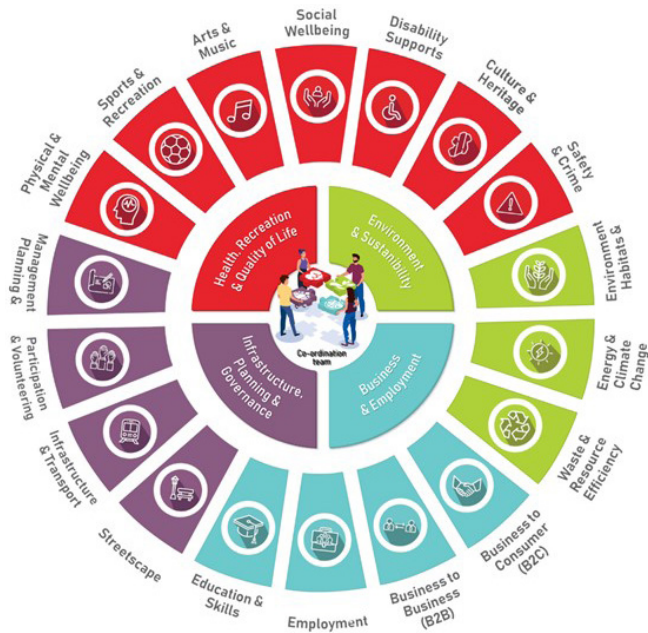 Social
Wellbeing
Disability
Supports
Culture &
Heritage
Safety
& Crime
Habitats &
Environment
Energy &
Climate
Change
Waste &
Resource
Efficiency
Business to
Consumer
(B2C)
Business to
Business
(B2B)
Employment
Education &
Skills
Streetscape
Infrastructure
& Transport
Participation
& Volunteering
Management
Planning &
Physical &
Mental
Wellbeing
Sports &
Recreation
Arts &
Music
Health, Recreation
& Quality of Life
Environment
& Sustanibility
Business
& Employment
Infrastructure,
Planning &
Governance
Co-ordination
team